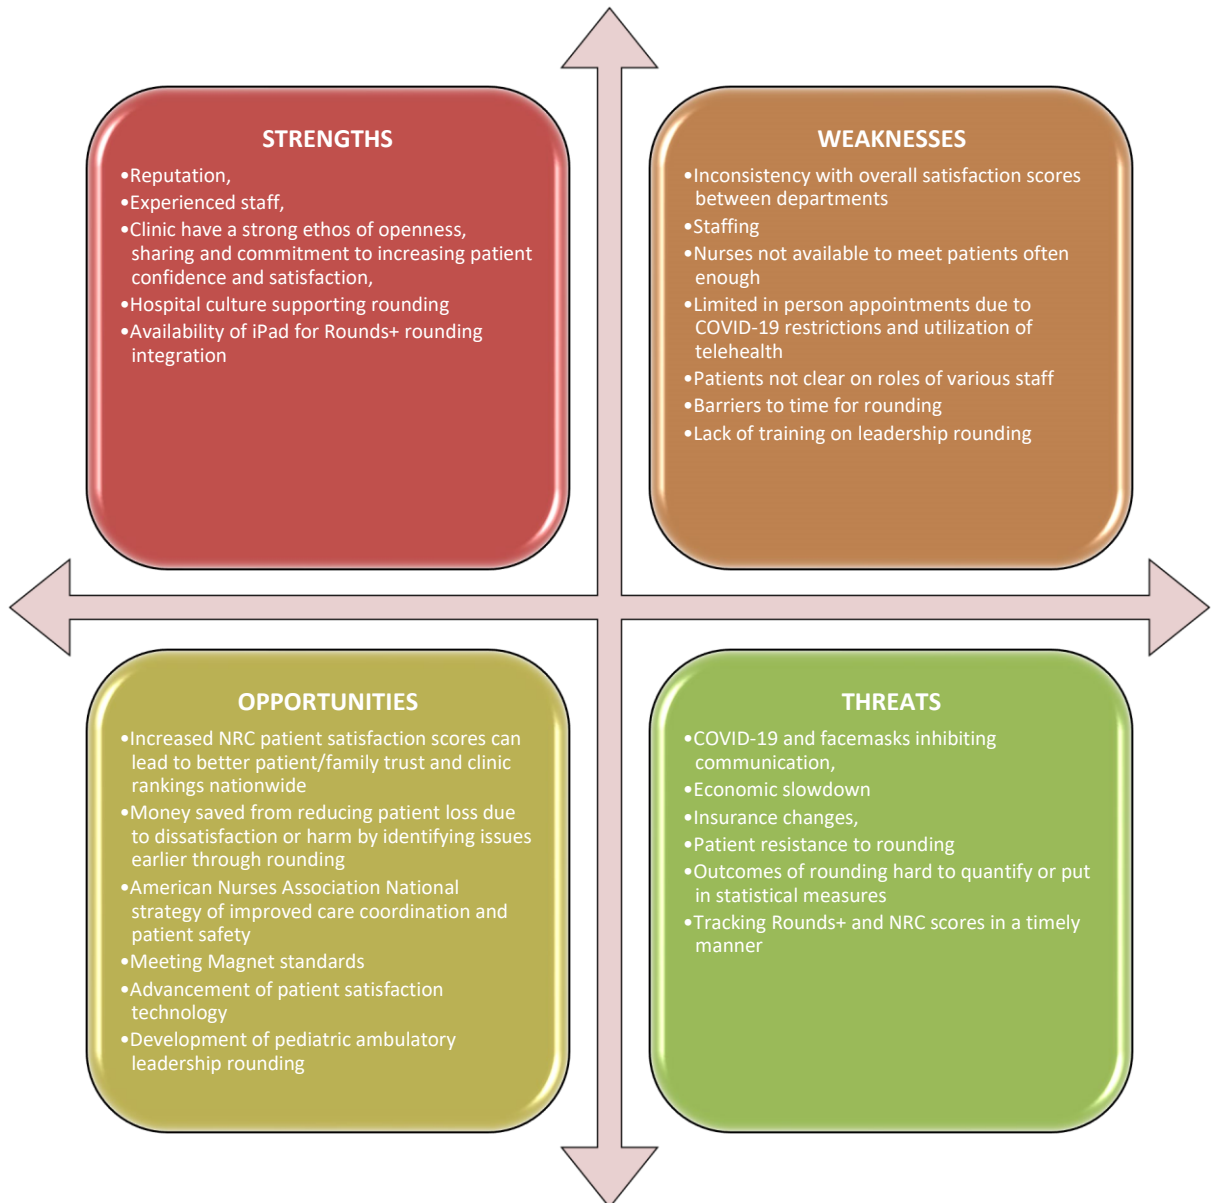 STRENGTHS
•Reputation,
•Experienced staff,
•Clinic have a strong ethos of openness,
sharing and commitment to increasing patient
confidence and satisfaction,
•Hospital culture supporting rounding
•Availability of iPad for Rounds+ rounding
integration
WEAKNESSES
•Inconsistency with overall satisfaction scores
between departments
•Staffing
•Nurses not available to meet patients often
enough
•Limited in person appointments due to
COVID-19 restrictions and utilization of
telehealth
•Patients not clear on roles of various staff
•Barriers to time for rounding
•Lack of training on leadership rounding
OPPORTUNITIES
•Increased NRC patient satisfaction scores can
lead to better patient/family trust and clinic
rankings nationwide
•Money saved from reducing patient loss due
to dissatisfaction or harm by identifying issues
earlier through rounding
•American Nurses Association National
strategy of improved care coordination and
patient safety
•Meeting Magnet standards
•Advancement of patient satisfaction
technology
•Development of pediatric ambulatory
leadership rounding
THREATS
•COVID-19 and facemasks inhibiting
communication,
•Economic slowdown
•Insurance changes,
•Patient resistance to rounding
•Outcomes of rounding hard to quantify or put
in statistical measures
•Tracking Rounds+ and NRC scores in a timely
manner